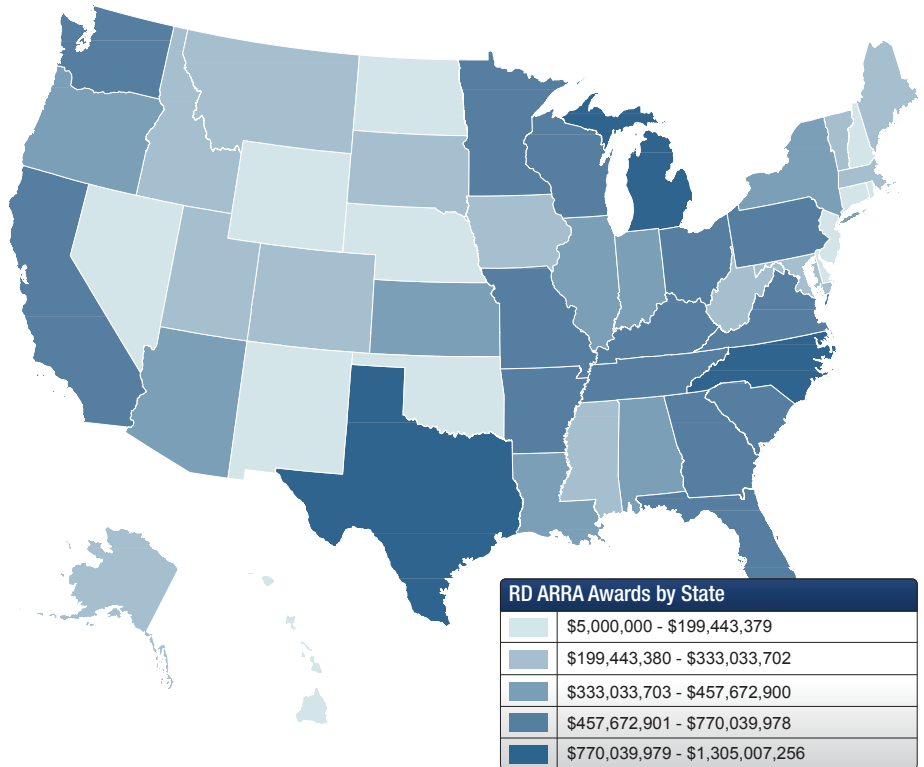 RD ARRA Awards by State
$5,000,000 - $199,443,379
$199,443,380 - $333,033,702
$333,033,703 - $457,672,900
$457,672,901 - $770,039,978
$770,039,979 - $1,305,007,256